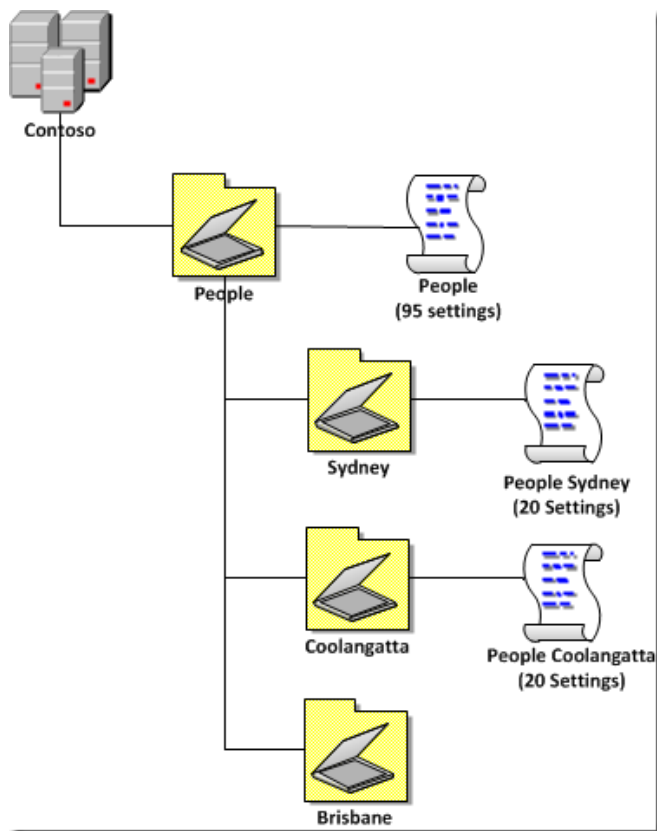 Contoso
People
People
(95 settings)
Sydney
People Sydney
(20 Settings)
Coolangatta
People Coolangatta
(20 Settings)
Brisbane